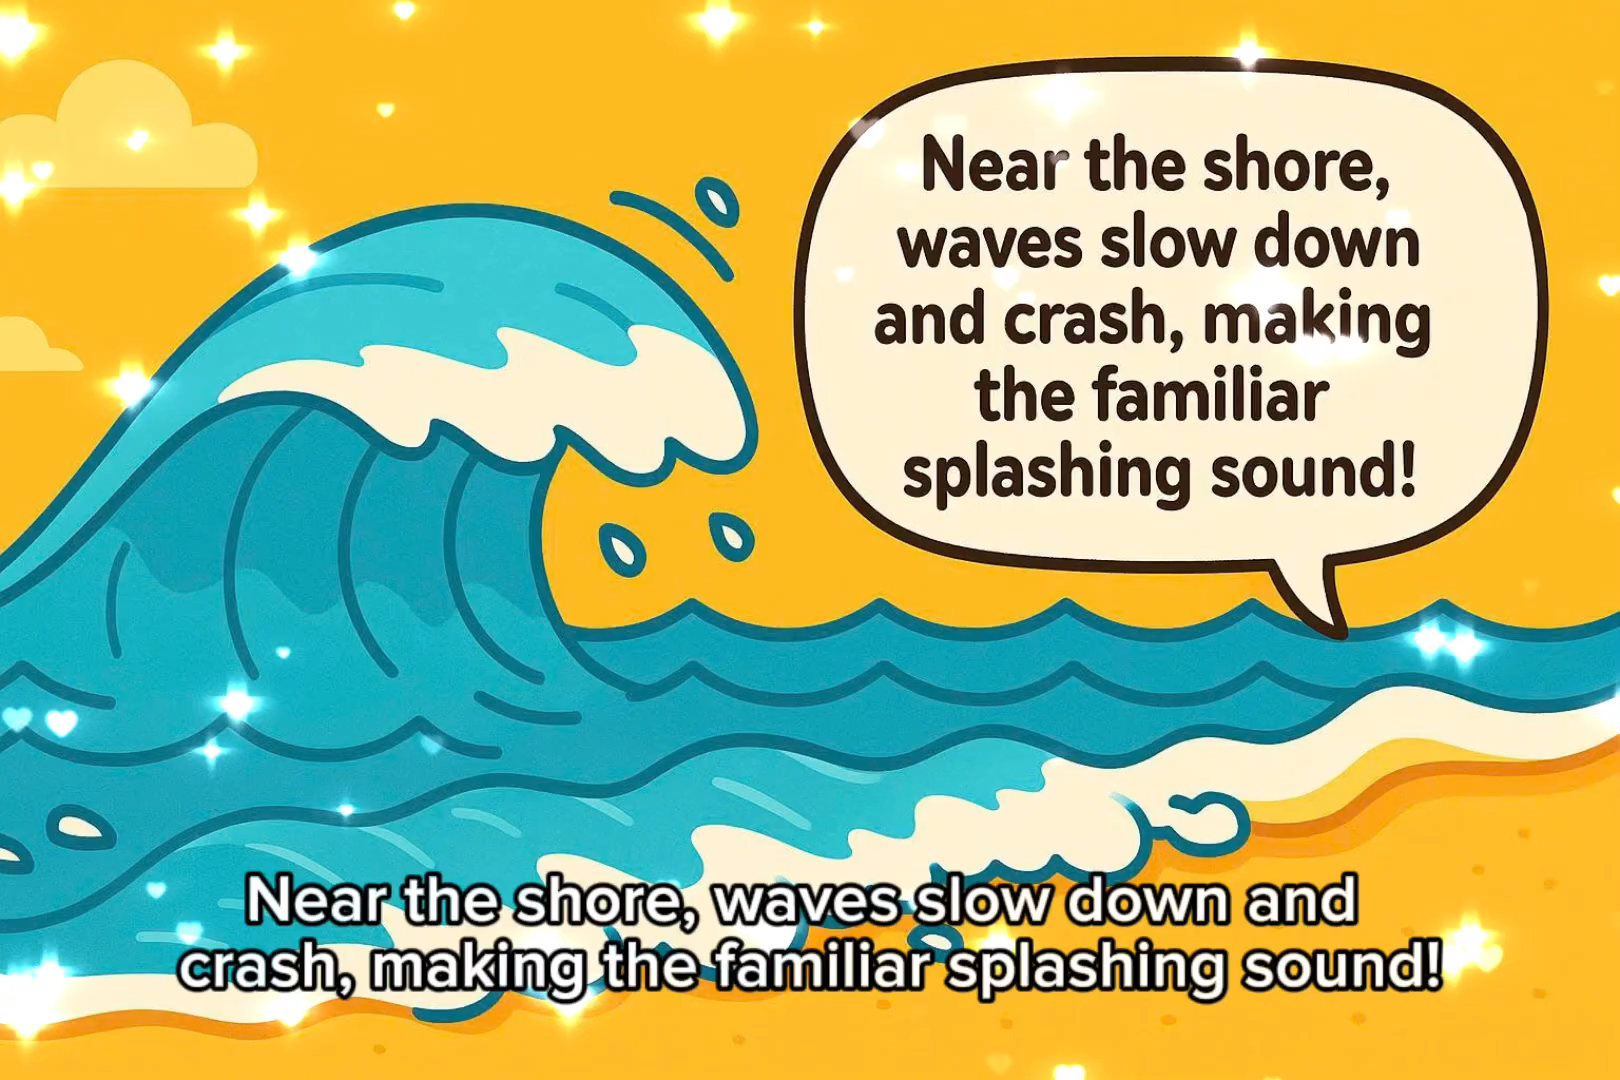 Near the shore,
waves slow down
and crash, making
the familiar
splashing sound!
Near the shore, waves slow down and
crash, making the familiar splashing sound!